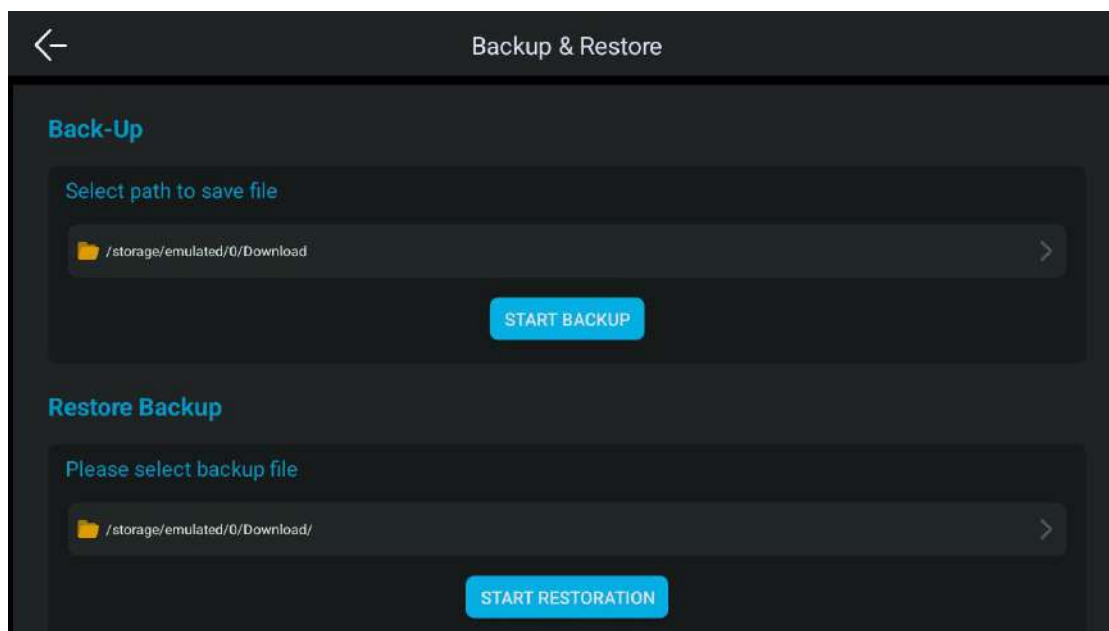 Backup & Restore
Back-Up
Select path to save file
/storage/emulated/0/Download
START BACKUP
Restore Backup
Please select backup file
/storage/emulated/0/Download/
START RESTORATION